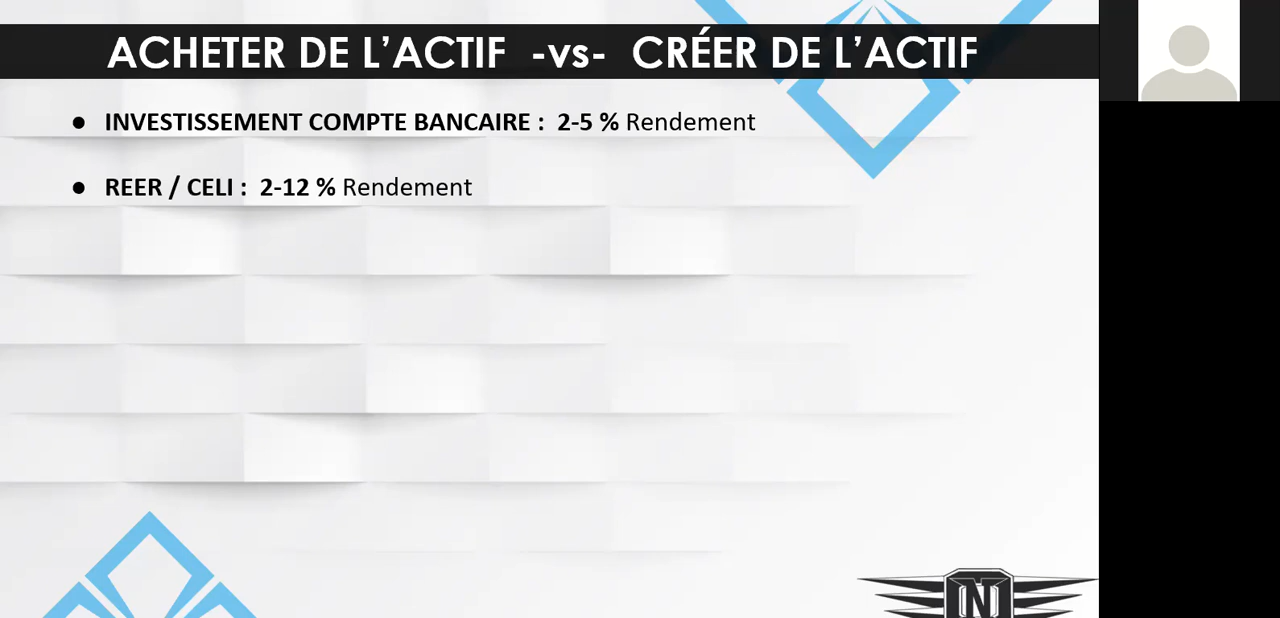 ACHETER DE L’ACTIF -vs- CRÉER DE L’ACTIF
● INVESTISSEMENT COMPTE BANCAIRE : 2-5 % Rendement
● REER / CELI : 2-12 % Rendement
N